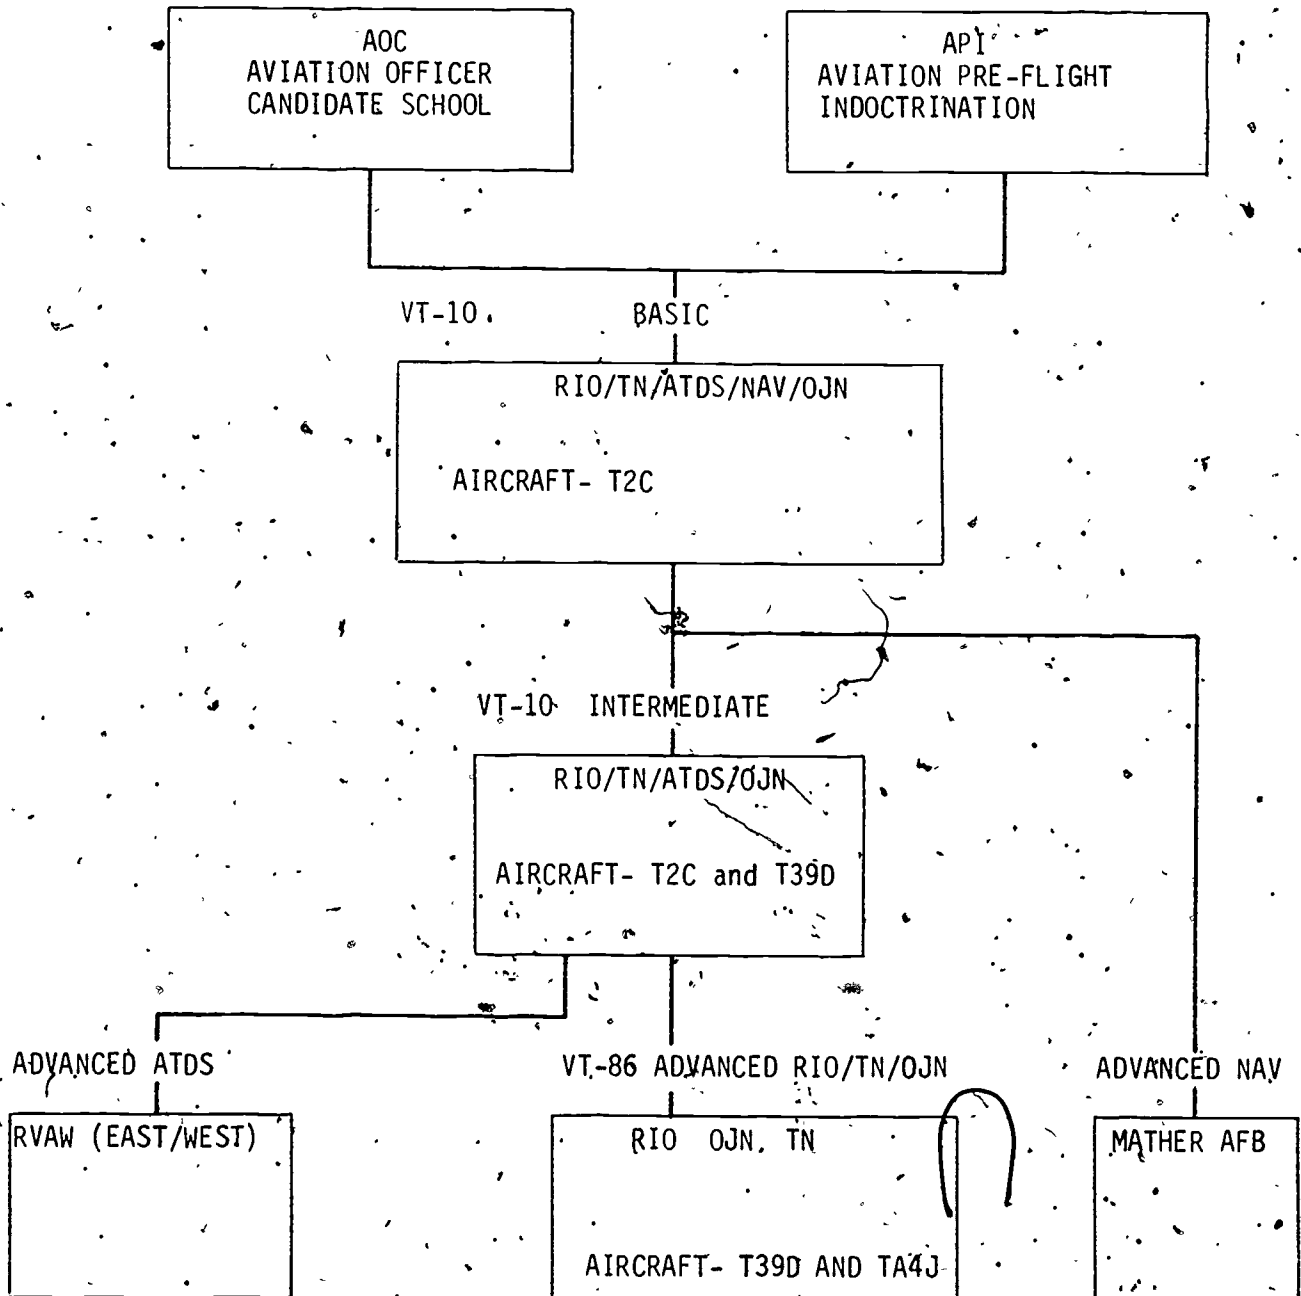 AOC
AVIATION OFFICER
CANDIDATE SCHOOL
API
AVIATION PRE-FLIGHT
INDOCTRINATION
VT-10 BASIC
RIO/TN/ATDS/NAV/OJN
AIRCRAFT- T2C
VT-10 INTERMEDIATE
RIO/TN/ATDS/OJN
AIRCRAFT- T2C and T39D
ADVANCED ATDS
RVAW (EAST/WEST)
VT-86 ADVANCED RIO/TN/OJN
RIO OJN, TN
AIRCRAFT- T39D AND TA4J
ADVANCED NAV
MATHER AFB